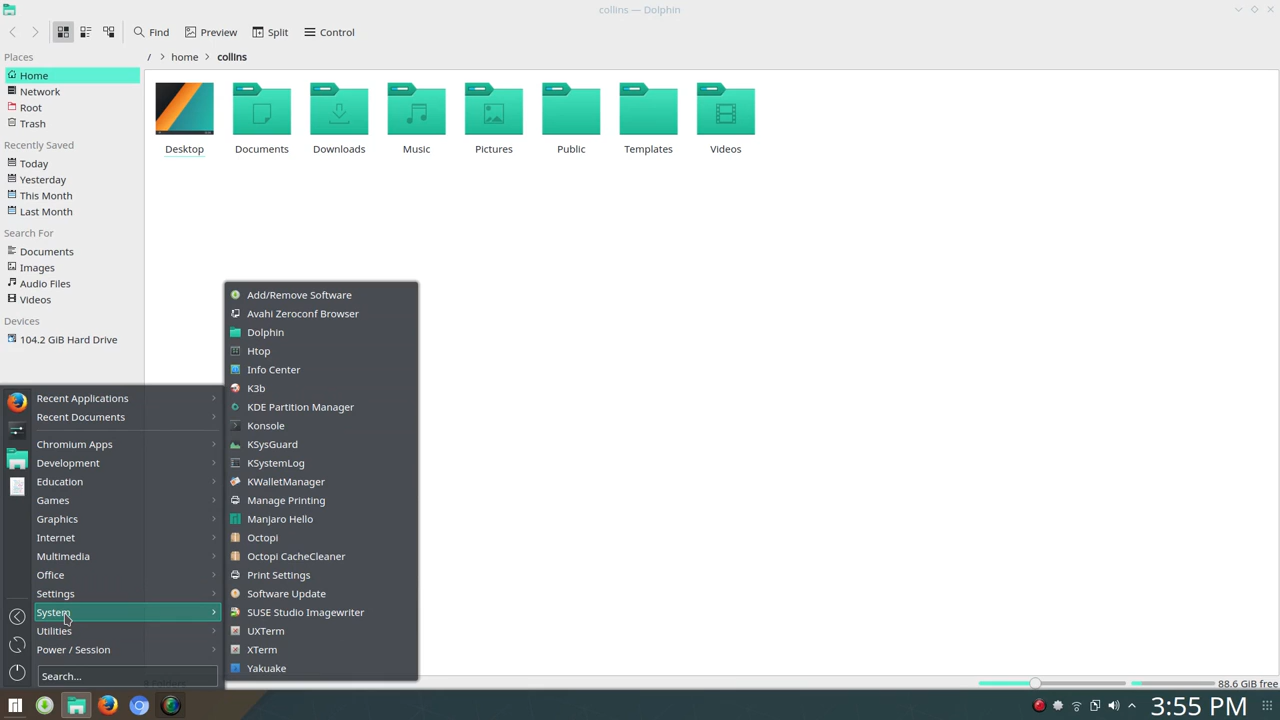 collins — Dolphin
Find
Preview
Split
Control
Places
/ > home > collins
Home
Network
Root
Trash
Recently Saved
Today
Yesterday
This Month
Last Month
Search For
Documents
Images
Audio Files
Videos
Devices
104.2 GiB Hard Drive
Desktop
Documents
Downloads
Music
Pictures
Public
Templates
Videos
Recent Applications
Recent Documents
Chromium Apps
Development
Education
Games
Graphics
Internet
Multimedia
Office
Settings
System
Utilities
Power / Session
Search...
Add/Remove Software
Avahi Zeroconf Browser
Dolphin
Htop
Info Center
K3b
KDE Partition Manager
Konsole
KSysGuard
KSystemLog
KWalletManager
Manage Printing
Manjaro Hello
Octopi
Octopi CacheCleaner
Print Settings
Software Update
SUSE Studio Imagewriter
UXTerm
XTerm
Yakuake
88.6 GiB free
3:55 PM